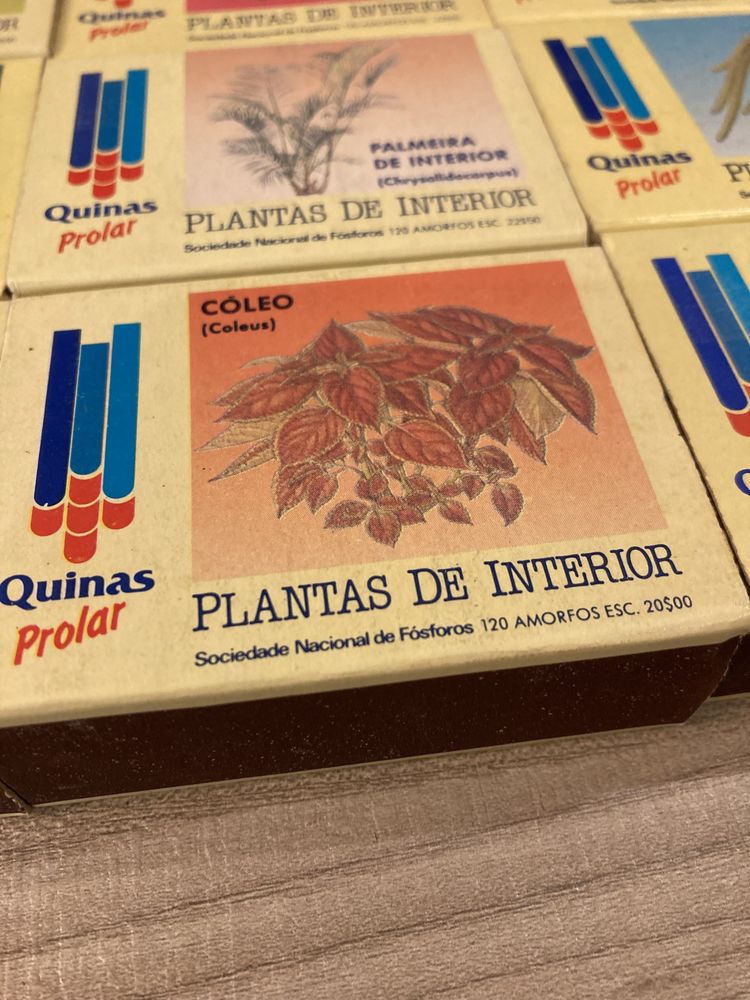 Quinas
Prolar
PLANTAS DE INTERIOR
PALMEIRA
DE INTERIOR
(Chrysalidocarpus)
Quinas
Prolar
PLANTAS DE INTERIOR
Sociedade Nacional de Fósforos 120 AMORFOS ESC. 22$50
Quinas
Prolar
CÓLEO
(Coleus)
Quinas
Prolar
PLANTAS DE INTERIOR
Sociedade Nacional de Fósforos 120 AMORFOS ESC. 20$00